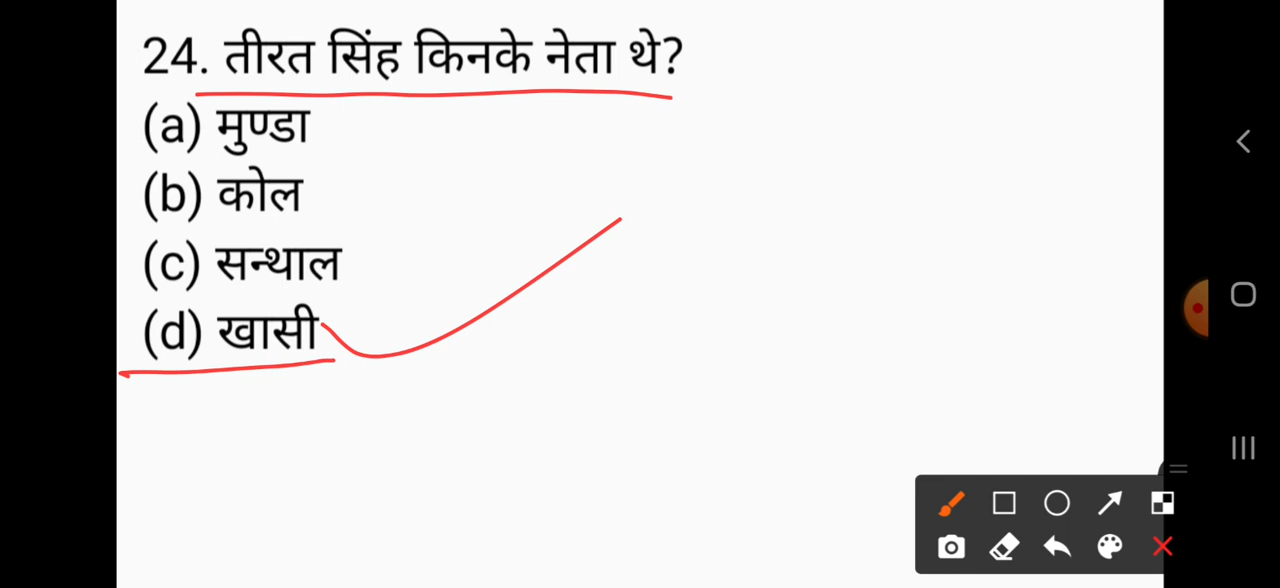 24. तीरत सिंह किनके नेता थे?
(a) मुण्डा
(b) कोल
(c) सन्थाल
(d) खासी